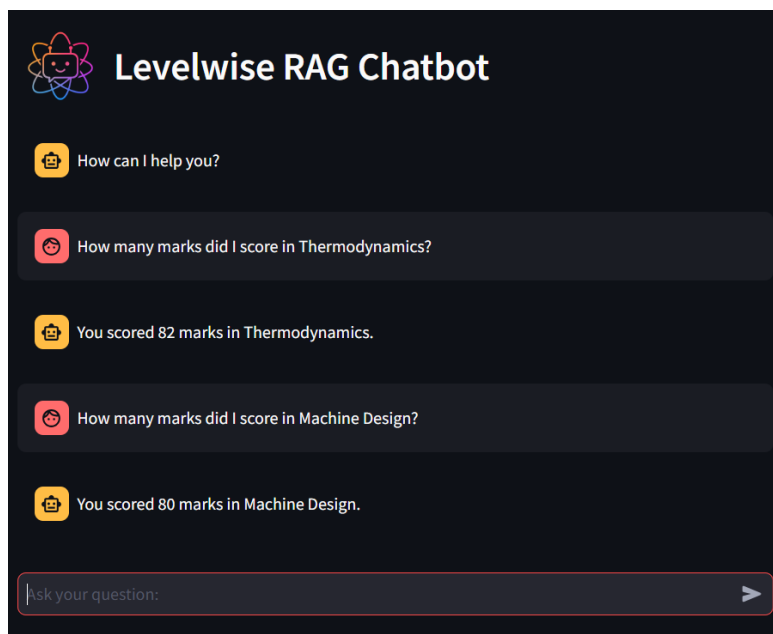 Levelwise RAG Chatbot
How can I help you?
How many marks did I score in Thermodynamics?
You scored 82 marks in Thermodynamics.
How many marks did I score in Machine Design?
You scored 80 marks in Machine Design.
Ask your question: